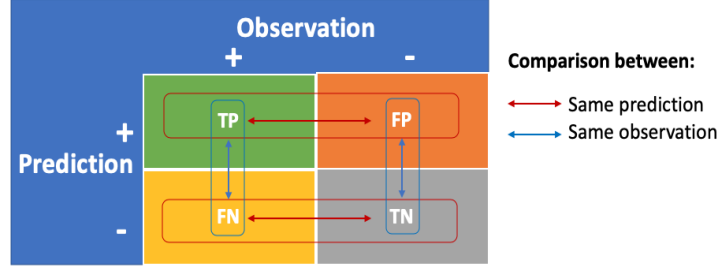 Observation
+ -
Comparison between:
Same prediction
Same observation
+
Prediction
-
TP FP
FN TN